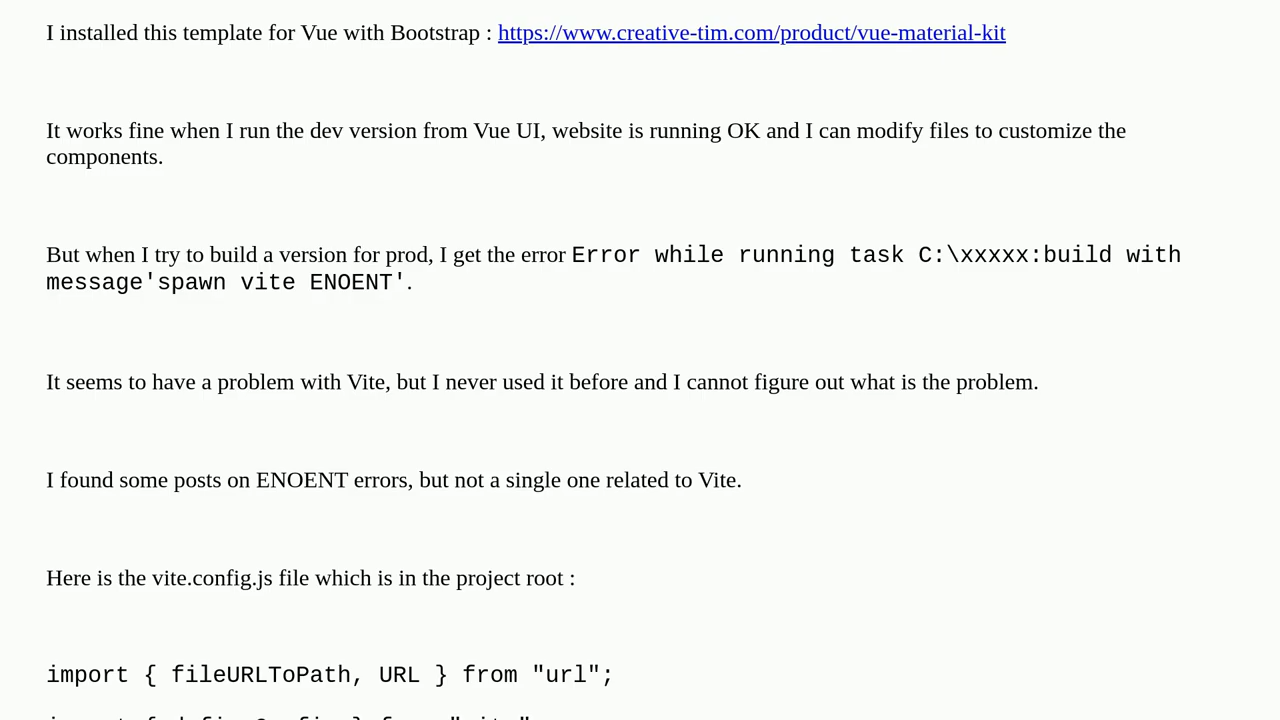 I installed this template for Vue with Bootstrap : https://www.creative-tim.com/product/vue-material-kit
It works fine when I run the dev version from Vue UI, website is running OK and I can modify files to customize the
components.
But when I try to build a version for prod, I get the error Error while running task C:\xxxxx:build with
message'spawn vite ENOENT'.
It seems to have a problem with Vite, but I never used it before and I cannot figure out what is the problem.
I found some posts on ENOENT errors, but not a single one related to Vite.
Here is the vite.config.js file which is in the project root :
import { fileURLToPath, URL } from "url";